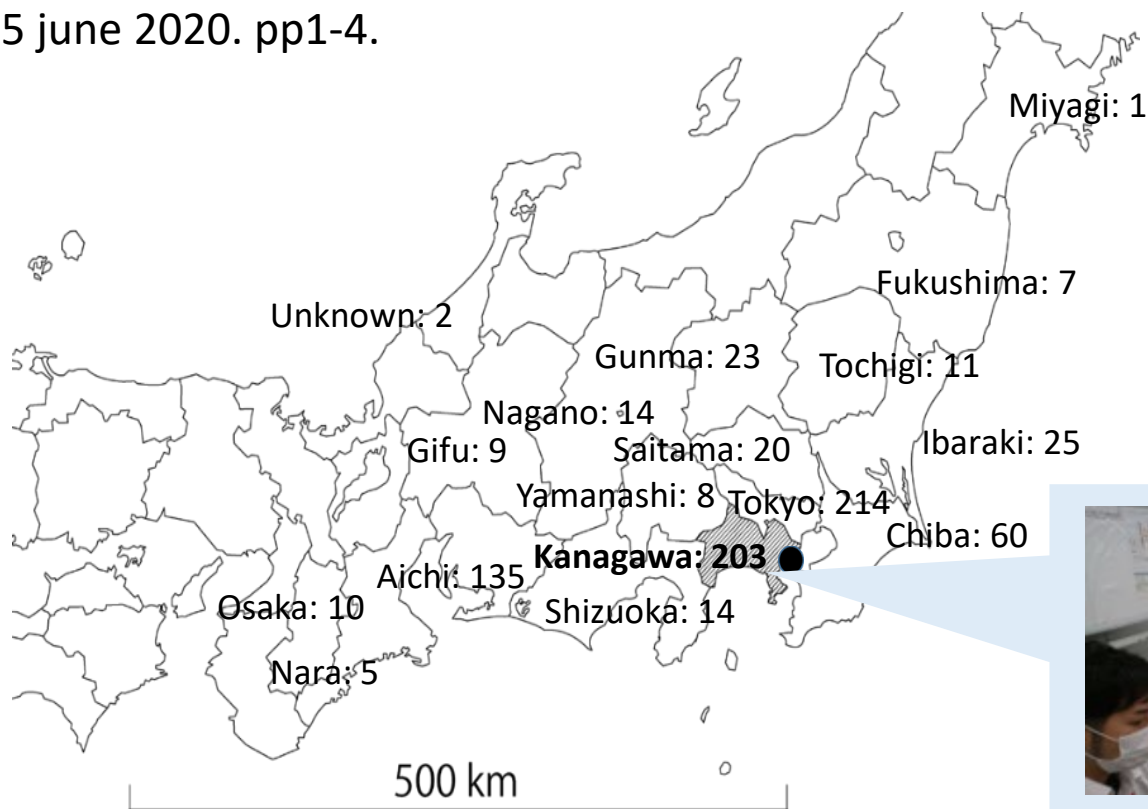 5 june 2020. pp1-4.
Miyagi: 1
Fukushima: 7
Unknown: 2
Gunma: 23
Tochigi: 11
Nagano: 14
Gifu: 9
Saitama: 20
Ibaraki: 25
Yamanashi: 8
Tokyo: 214
Chiba: 60
Kanagawa: 203
Aichi: 135
Osaka: 10
Shizuoka: 14
Nara: 5
500 km